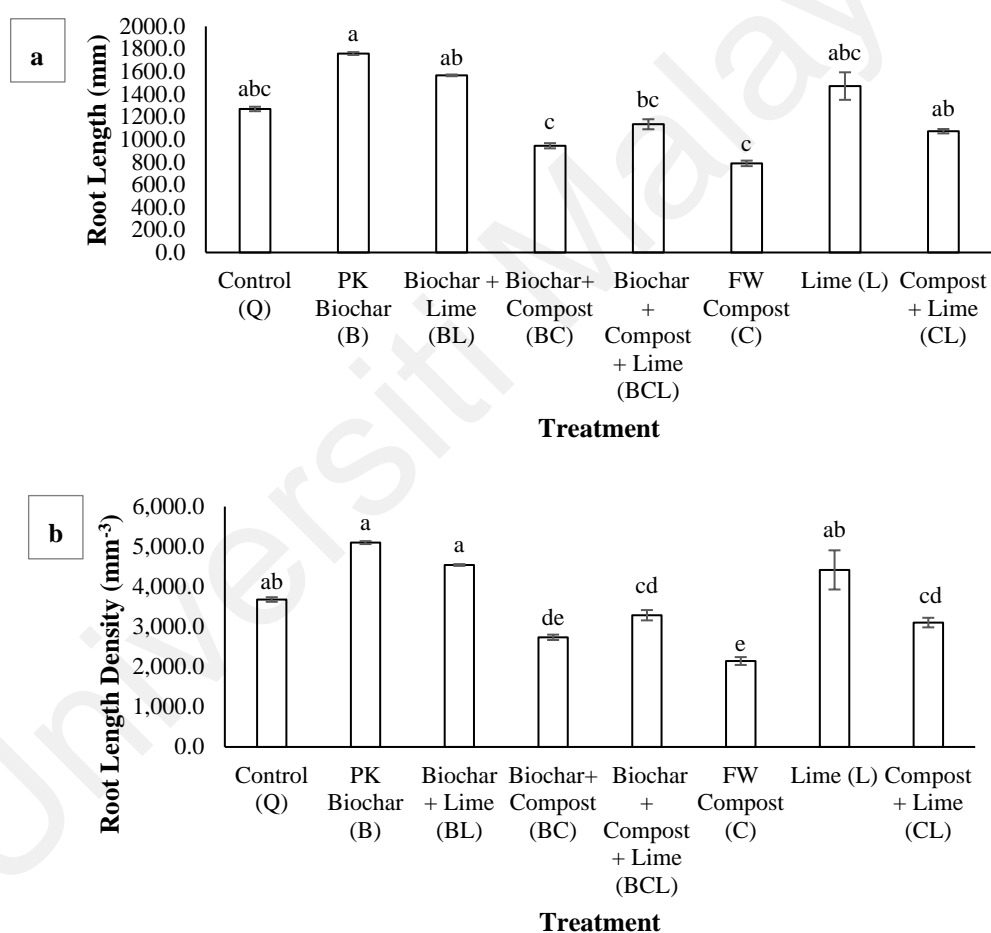 a
Root Length (mm)
2000.0
1800.0
1600.0
1400.0
1200.0
1000.0
800.0
600.0
400.0
200.0
0.0
abc
a
ab
c
bc
c
abc
ab
Control
(Q)
PK
Biochar
(B)
Biochar +
Lime
(BL)
Biochar+
Compost
(BC)
Biochar
+
Compost
+ Lime
(BCL)
FW
Compost
(C)
Lime (L)
Compost
+ Lime
(CL)
Treatment
b
Root Length Density (mm-3)
6,000.0
5,000.0
4,000.0
3,000.0
2,000.0
1,000.0
0.0
ab
a
a
de
cd
e
ab
cd
Control
(Q)
PK
Biochar
(B)
Biochar
+ Lime
(BL)
Biochar+
Compost
(BC)
Biochar
+
Compost
+ Lime
(BCL)
FW
Compost
(C)
Lime (L)
Compost
+ Lime
(CL)
Treatment
Universiti Malay